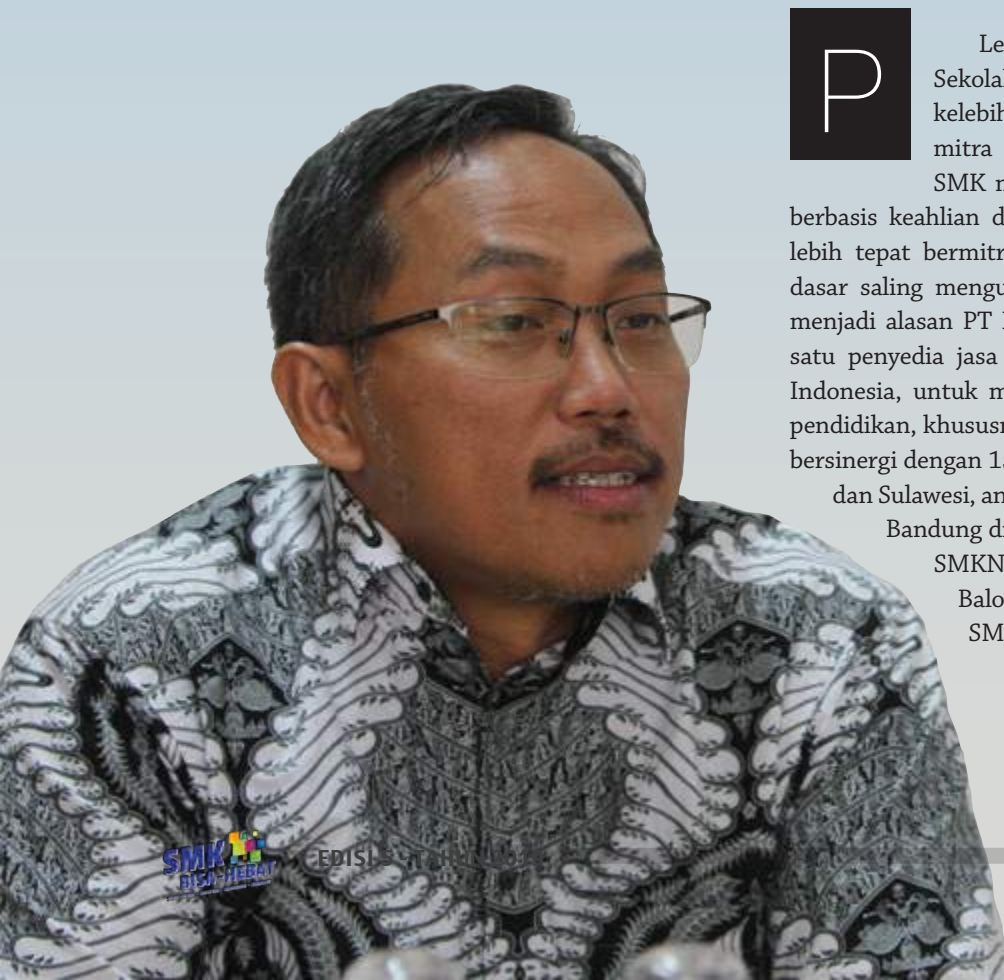 P
Le
Sekolah
kelebih
mitra
SMK m
berbasis keahlian d
lebih tepat bermitr
dasar saling mengu
menjadi alasan PT
satu penyedia jasa
Indonesia, untuk m
pendidikan, khususn
bersinergi dengan 1
dan Sulawesi, an
Bandung di
SMKN
Balo
SM
SMK
BISA-HEBAT
EDISI